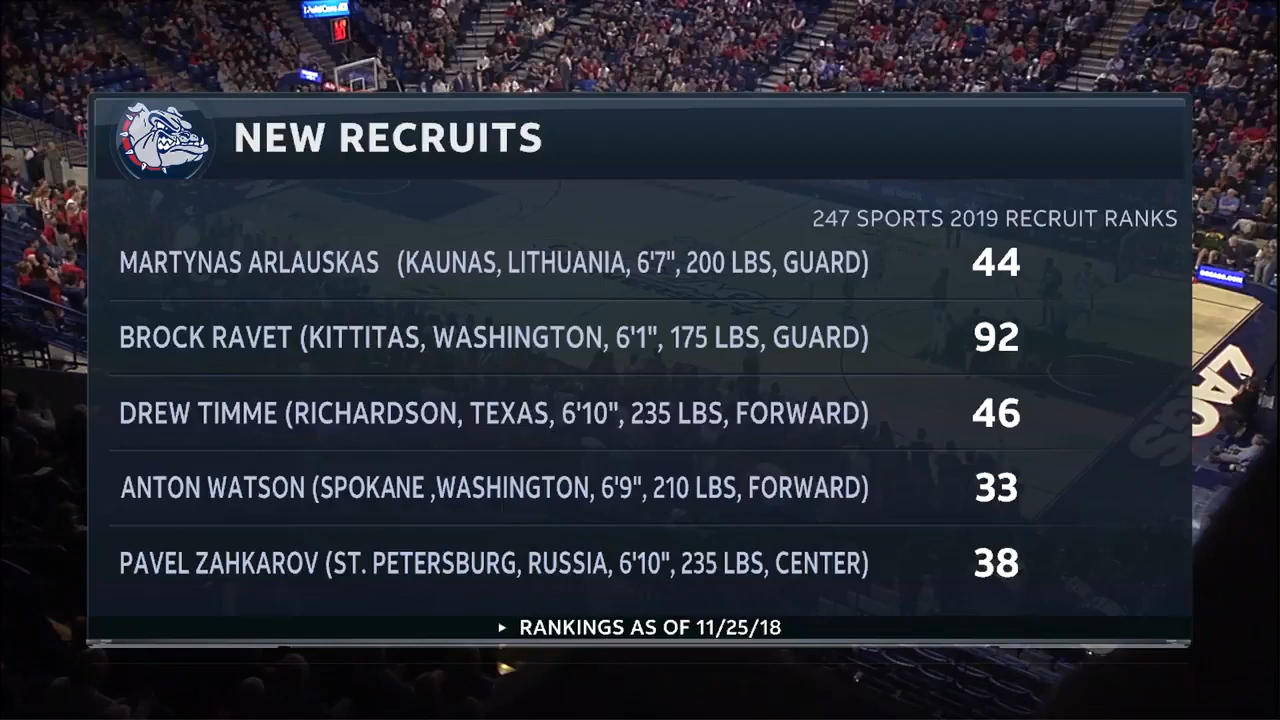 NEW RECRUITS
247 SPORTS 2019 RECRUIT RANKS
MARTYNAS ARLAUSKAS (KAUNAS, LITHUANIA, 6'7", 200 LBS, GUARD) 44
BROCK RAVET (KITTITAS, WASHINGTON, 6'1", 175 LBS, GUARD) 92
DREW TIMME (RICHARDSON, TEXAS, 6'10", 235 LBS, FORWARD) 46
ANTON WATSON (SPOKANE ,WASHINGTON, 6'9", 210 LBS, FORWARD) 33
PAVEL ZAHKAROV (ST. PETERSBURG, RUSSIA, 6'10", 235 LBS, CENTER) 38
▸ RANKINGS AS OF 11/25/18
ZAGS